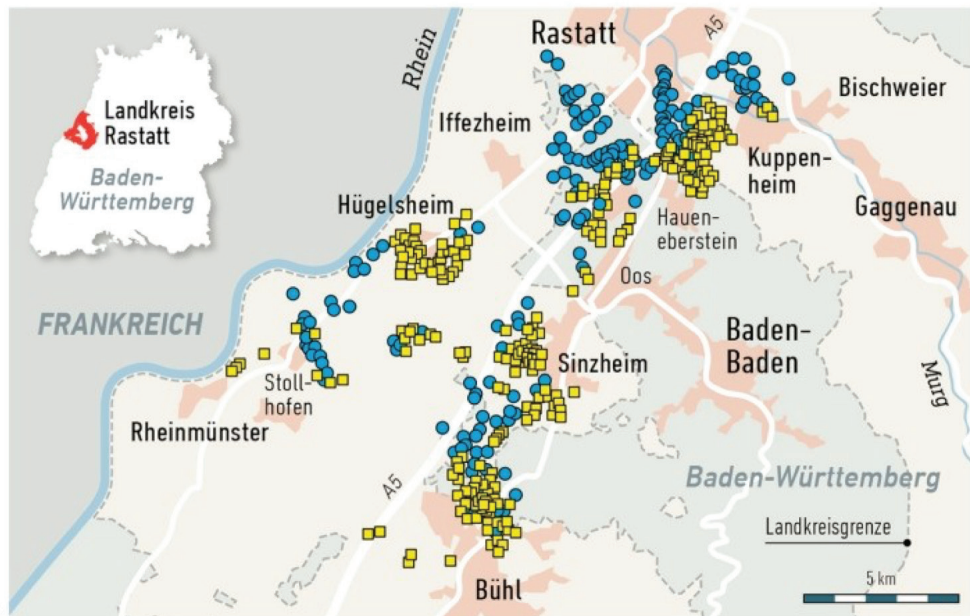 Landkreis
Rastatt
Baden-
Württemberg
Rhein
Rastatt
A5
Bischweier
Iffezheim
Kuppen-
heim
Hügelsheim
Hauen-
eberstein
Gaggenau
Oos
FRANKREICH
Baden-
Baden
Sinzheim
Stoll-
hofen
Murg
Rheinmünster
A5
Baden-Württemberg
Landkreisgrenze
Bühl
5 km